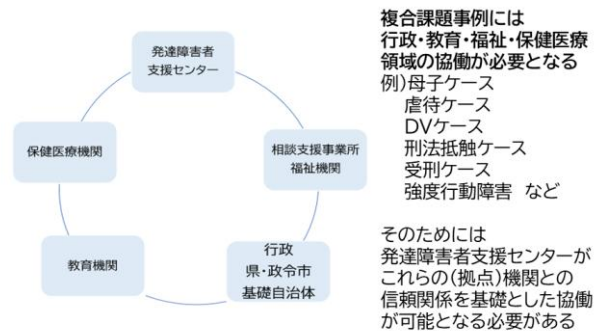 発達障害者
支援センター
保健医療機関
相談支援事業所
福祉機関
教育機関
行政
県・政令市
基礎自治体
複合課題事例には
行政・教育・福祉・保健医療
領域の協働が必要となる
例)母子ケース
虐待ケース
DVケース
刑法抵触ケース
受刑ケース
強度行動障害 など
そのためには
発達障害者支援センターが
これらの(拠点)機関との
信頼関係を基礎とした協働
が可能となる必要がある